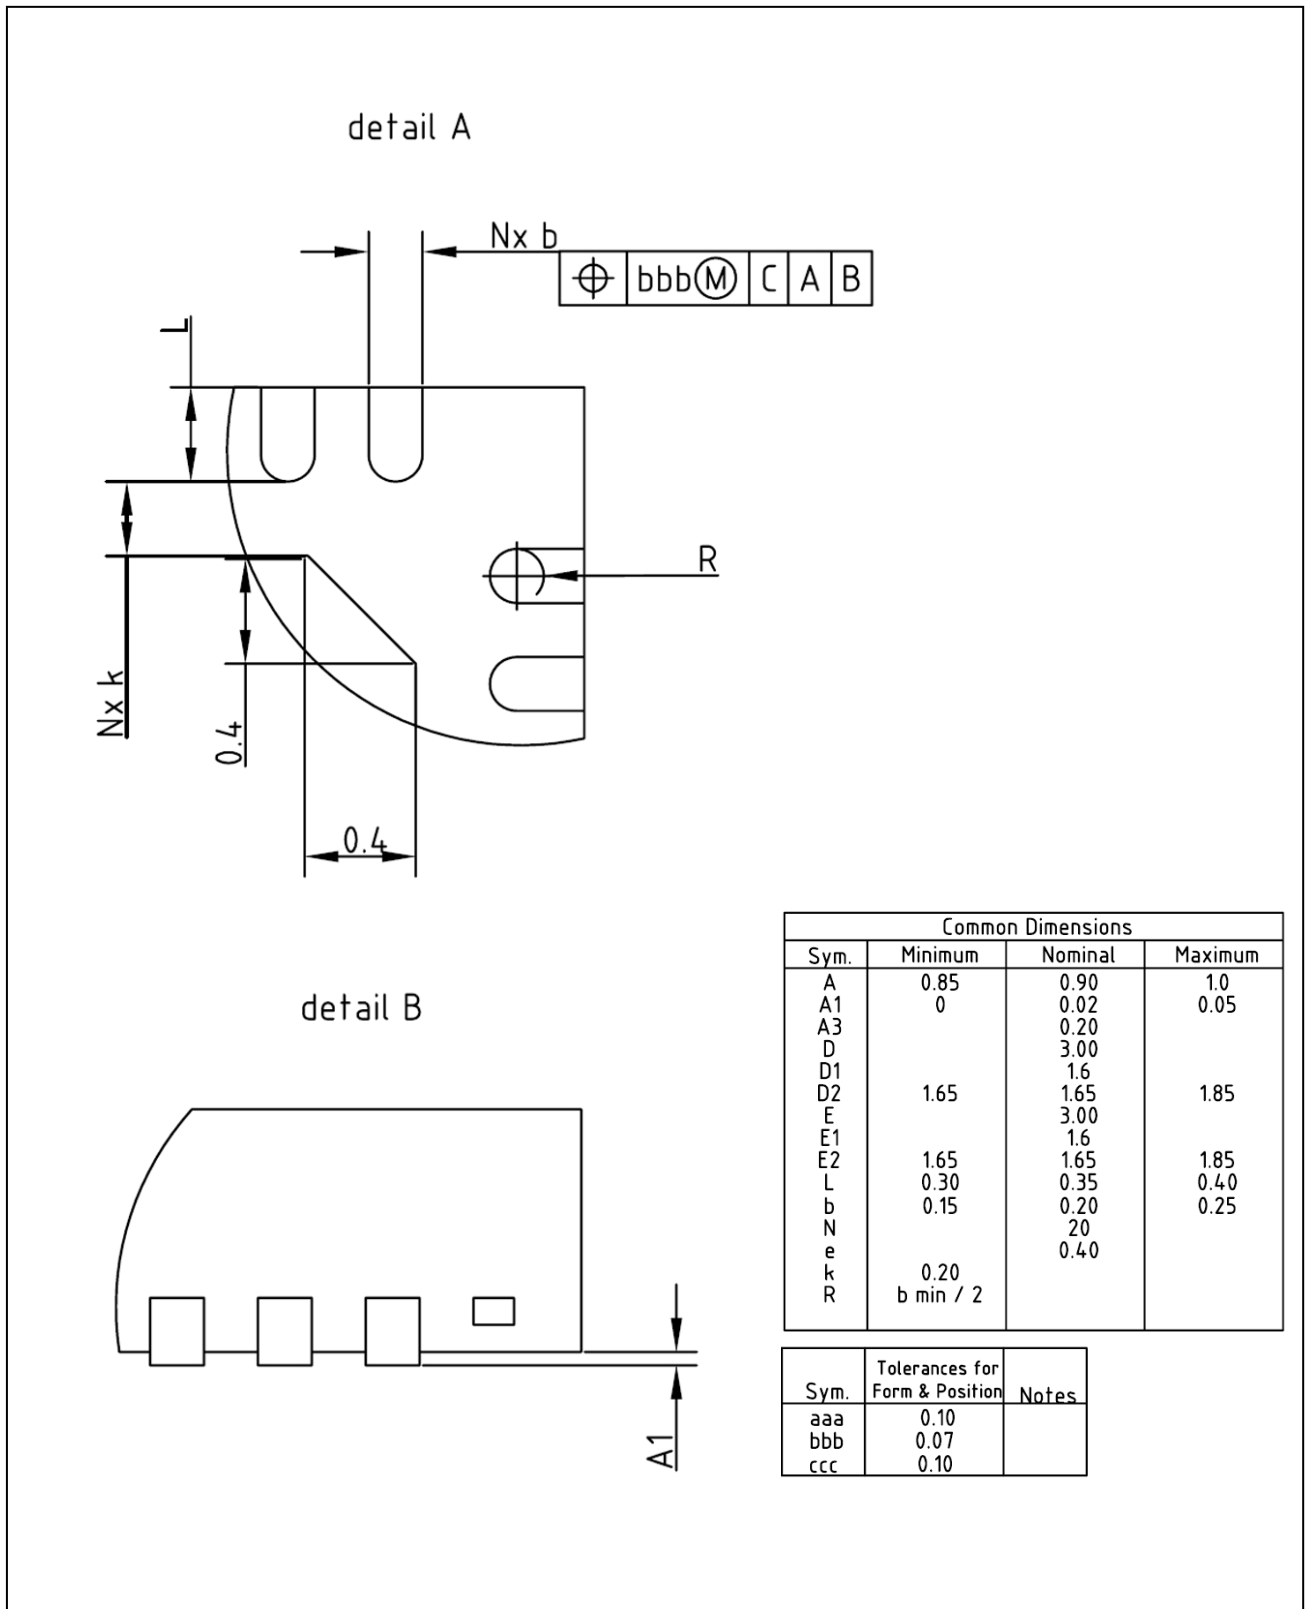 detail A
Nx b
bbbⓂ C A B
L
R
Nx k
0.4
0.4
detail B
A1
Common Dimensions
Sym. Minimum Nominal Maximum
A 0.85 0.90 1.0
A1 0 0.02 0.05
A3 0.20
D 3.00
D1 1.6
D2 1.65 1.65 1.85
E 3.00
E1 1.6
E2 1.65 1.65 1.85
L 0.30 0.35 0.40
b 0.15 0.20 0.25
N 20
e 0.40
k 0.20
R b min / 2
Tolerances for
Sym. Form & Position Notes
aaa 0.10
bbb 0.07
ccc 0.10